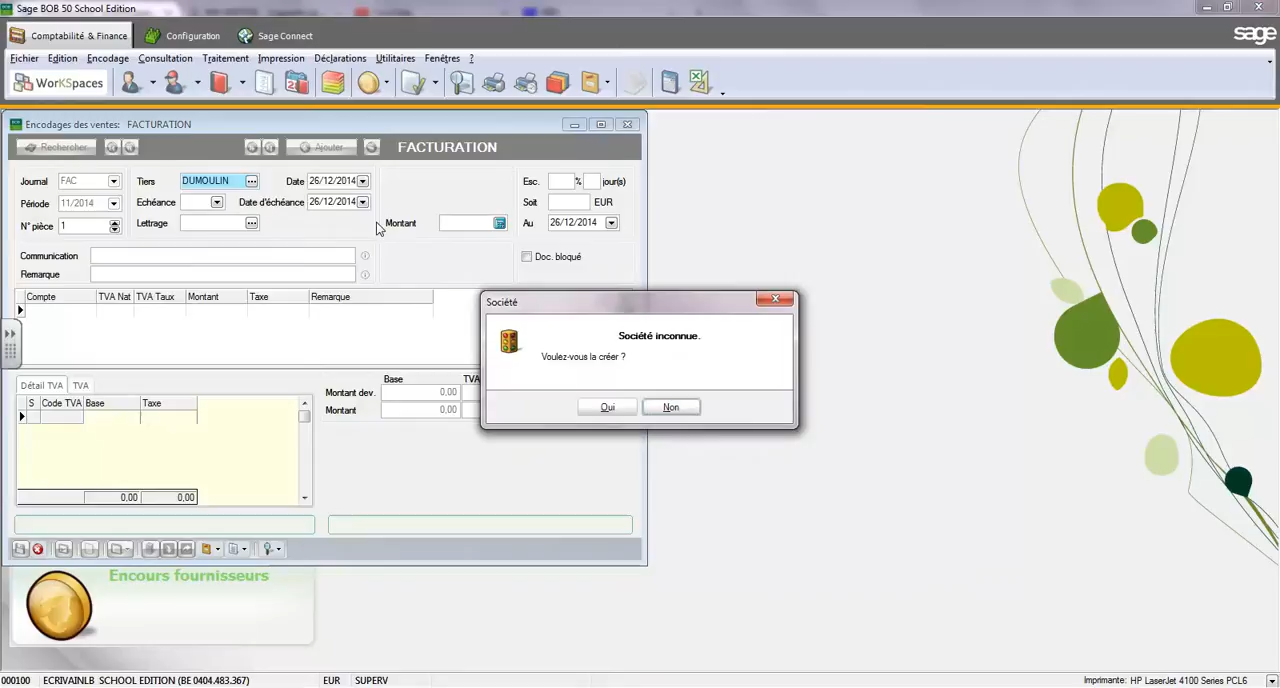 Sage BOB 50 School Edition
Comptabilité & Finance Configuration Sage Connect
sage
Fichier Edition Encodage Consultation Traitement Impression Déclarations Utilitaires Fenêtres ?
WorKSpaces
Encodages des ventes: FACTURATION
Rechercher Ajouter FACTURATION
Journal FAC Tiers DUMOULIN Date 26/12/2014 Esc. % jour(s)
Période 11/2014 Echéance Date d'échéance 26/12/2014 Soit EUR
N° pièce 1 Lettrage Montant Au 26/12/2014
Communication Doc. bloqué
Remarque
Compte TVA Nat TVA Taux Montant Taxe Remarque
Société
Société inconnue.
Voulez-vous la créer ?
Oui Non
Détail TVA TVA
Base TVA
S Code TVA Base Taxe
Montant dev. 0,00
Montant 0,00
0,00 0,00
Encours fournisseurs
000100 ECRIVAINLB SCHOOL EDITION (BE 0404.483.367) EUR SUPERV Imprimante: HP LaserJet 4100 Series PCL6